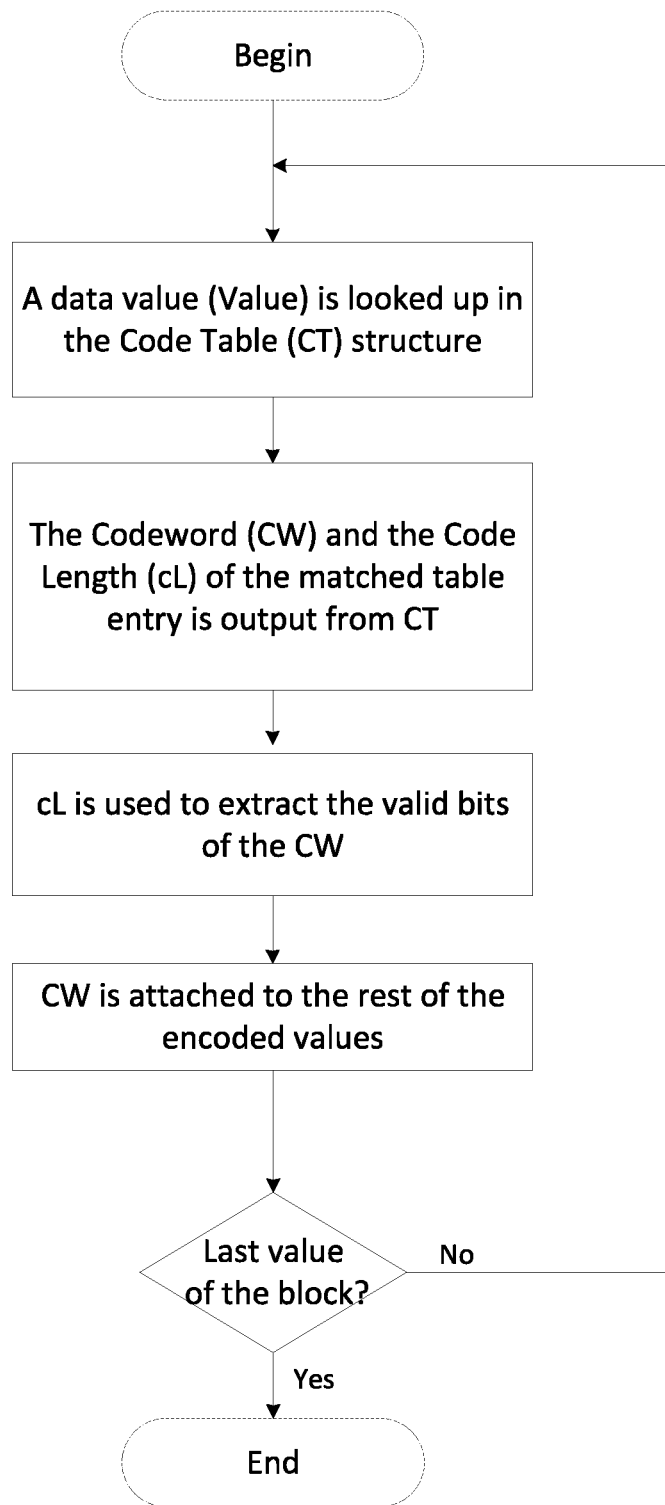 Begin
A data value (Value) is looked up in
the Code Table (CT) structure
The Codeword (CW) and the Code
Length (cL) of the matched table
entry is output from CT
cL is used to extract the valid bits
of the CW
CW is attached to the rest of the
encoded values
Last value
of the block?
No
Yes
End